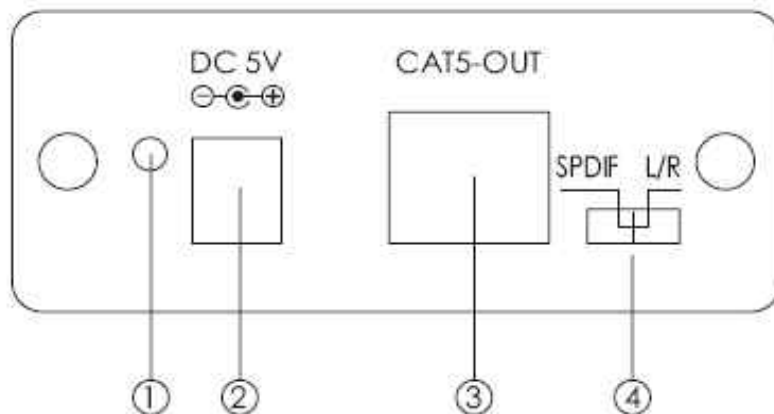 DC 5V
CAT5-OUT
SPDIF
L/R
① ② ③ ④